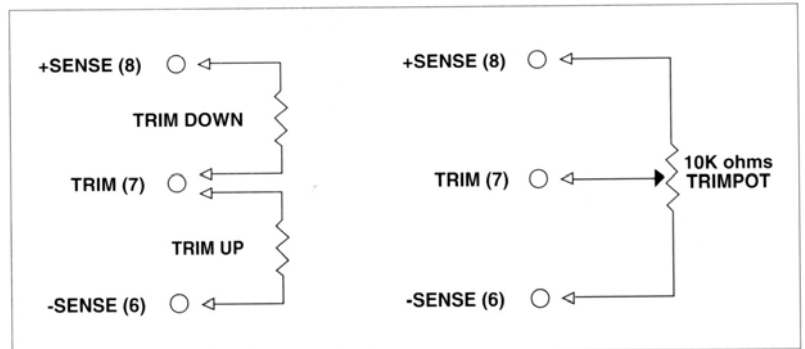 +SENSE (8)
TRIM DOWN
TRIM (7)
TRIM UP
-SENSE (6)
+SENSE (8)
10K ohms
TRIMPOT
TRIM (7)
-SENSE (6)